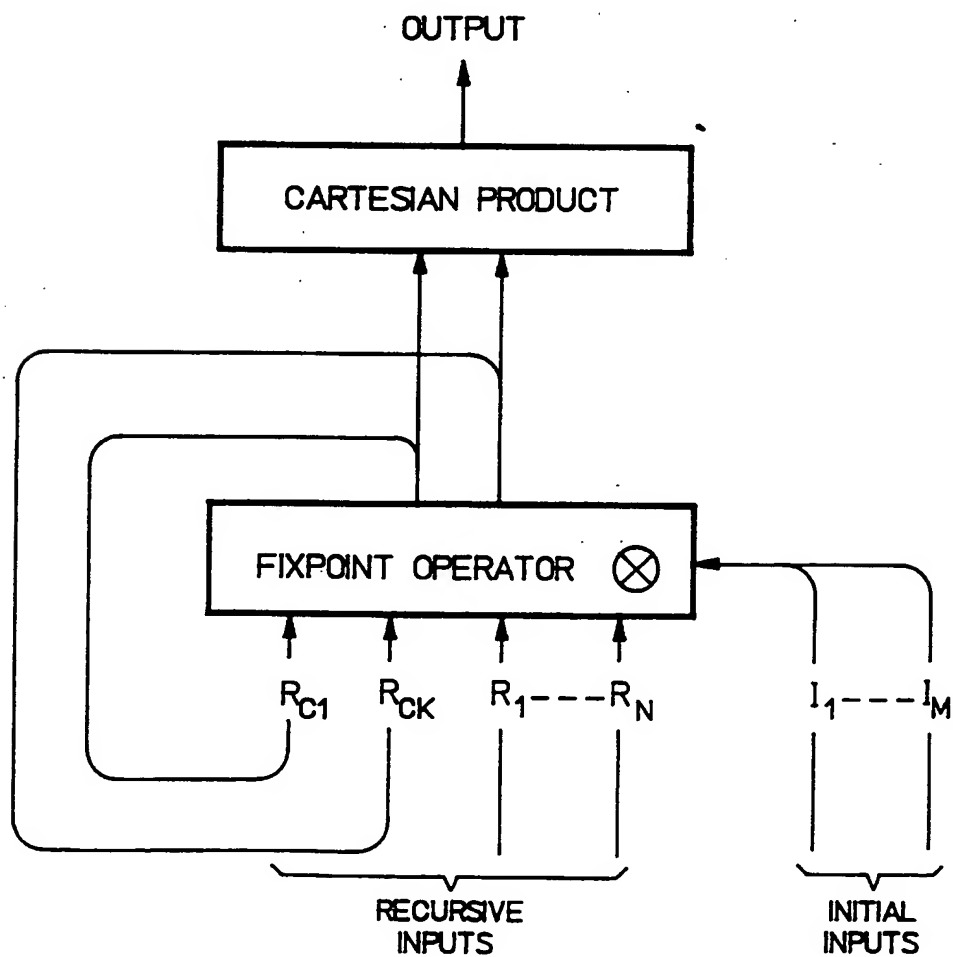 OUTPUT
CARTESIAN PRODUCT
FIXPOINT OPERATOR
RC1 RCK R1----RN I1----IM
RECURSIVE INPUTS
INITIAL INPUTS